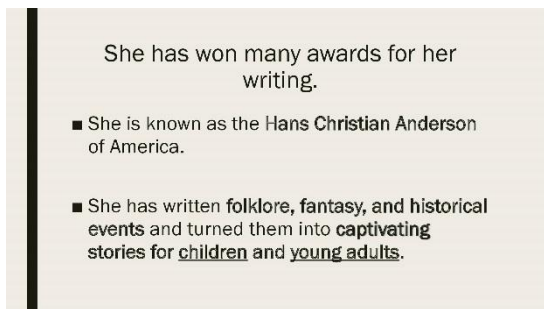 She has won many awards for her
writing.
■ She is known as the Hans Christian Anderson
of America.
■ She has written folklore, fantasy, and historical
events and turned them into captivating
stories for children and young adults.